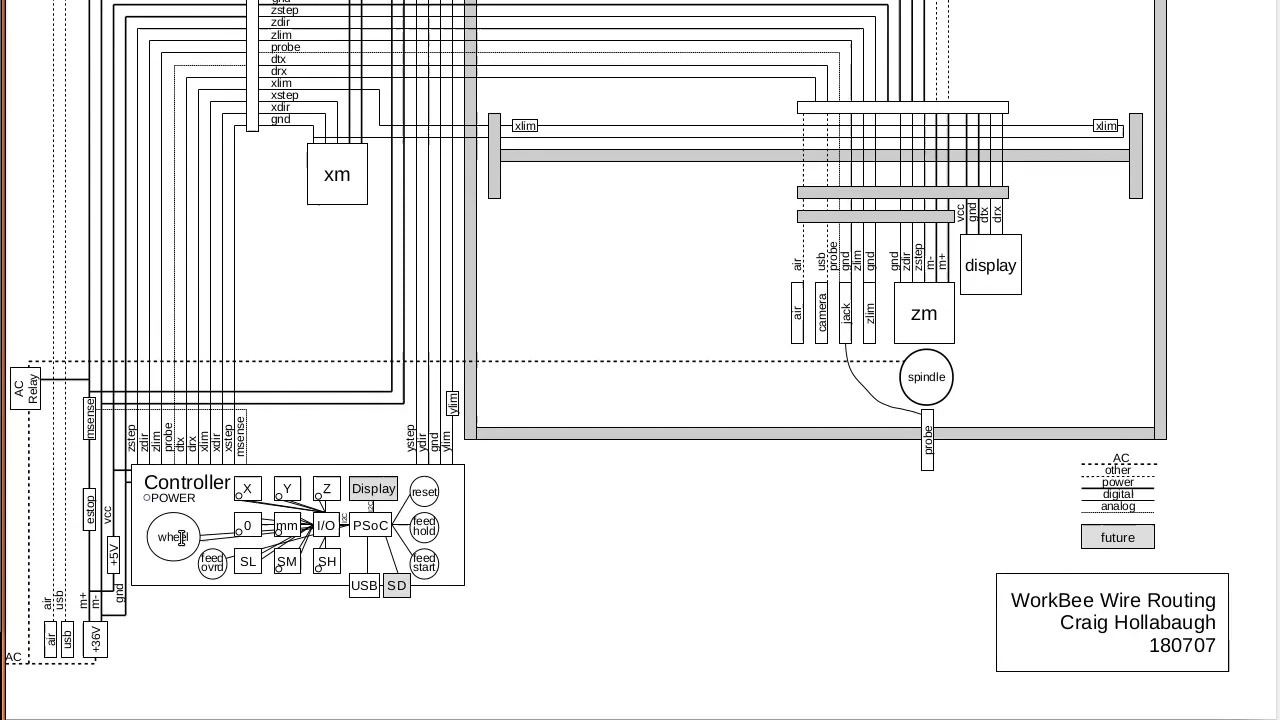 gnd
zstep
zdir
zlim
probe
dtx
drx
xlim
xstep
xdir
gnd
xm
xlim
xlim
vcc
gnd
dtx
drx
display
air
usb
probe
gnd
zlim
gnd
gnd
zdir
zstep
m-
m+
air
camera
jack
zlim
zm
spindle
probe
AC
Relay
msense
ylim
zstep
zdir
zlim
probe
dtx
drx
xlim
xdir
xstep
msense
ystep
ydir
gnd
ylim
Controller
POWER
X
Y
Z
Display
reset
wheel
0
mm
I/O
I2C
I2C
PSoC
feed
hold
feed
ovrd
SL
SM
SH
feed
start
USB
SD
estop
vcc
+5V
air
usb
m+
m-
gnd
air
usb
+36V
AC
AC
other
power
digital
analog
future
WorkBee Wire Routing
Craig Hollabaugh
180707